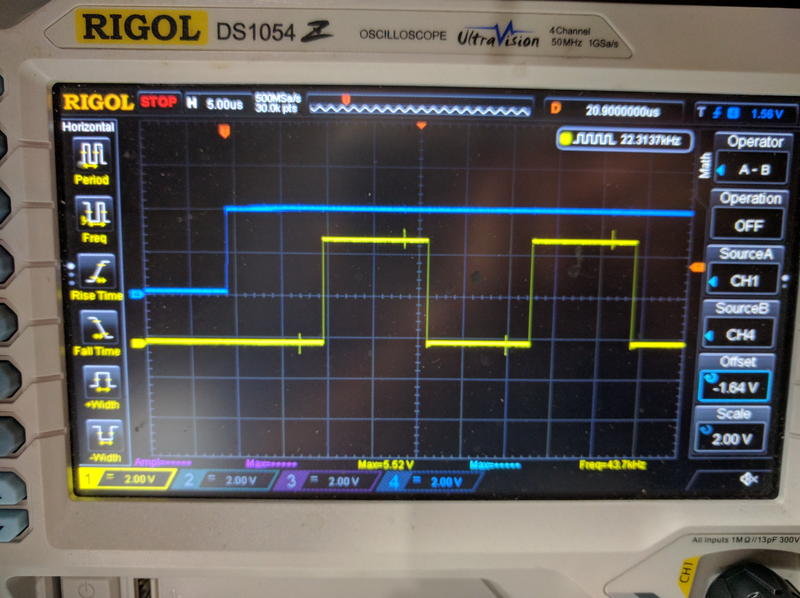 RIGOL DS1054 Z OSCILLOSCOPE UltraVision 4 Channel
50MHz 1GSa/s
RIGOL STOP H 5.00us 500MSa/s
30.0k pts
D 20.9000000us T 1.56 V
Horizontal
22.3137kHz
Period
Freq
Rise Time
Fall Time
+Width
-Width
Math
Operator
A - B
Operation
OFF
SourceA
CH1
SourceB
CH4
Offset
-1.64 V
Scale
2.00 V
Ampl=***** Max=***** Max=5.52 V Max=***** Freq=43.7kHz
1 = 2.00 V 2 = 2.00 V 3 = 2.00 V 4 = 2.00 V
All inputs 1MΩ//13pF 300V
CH1